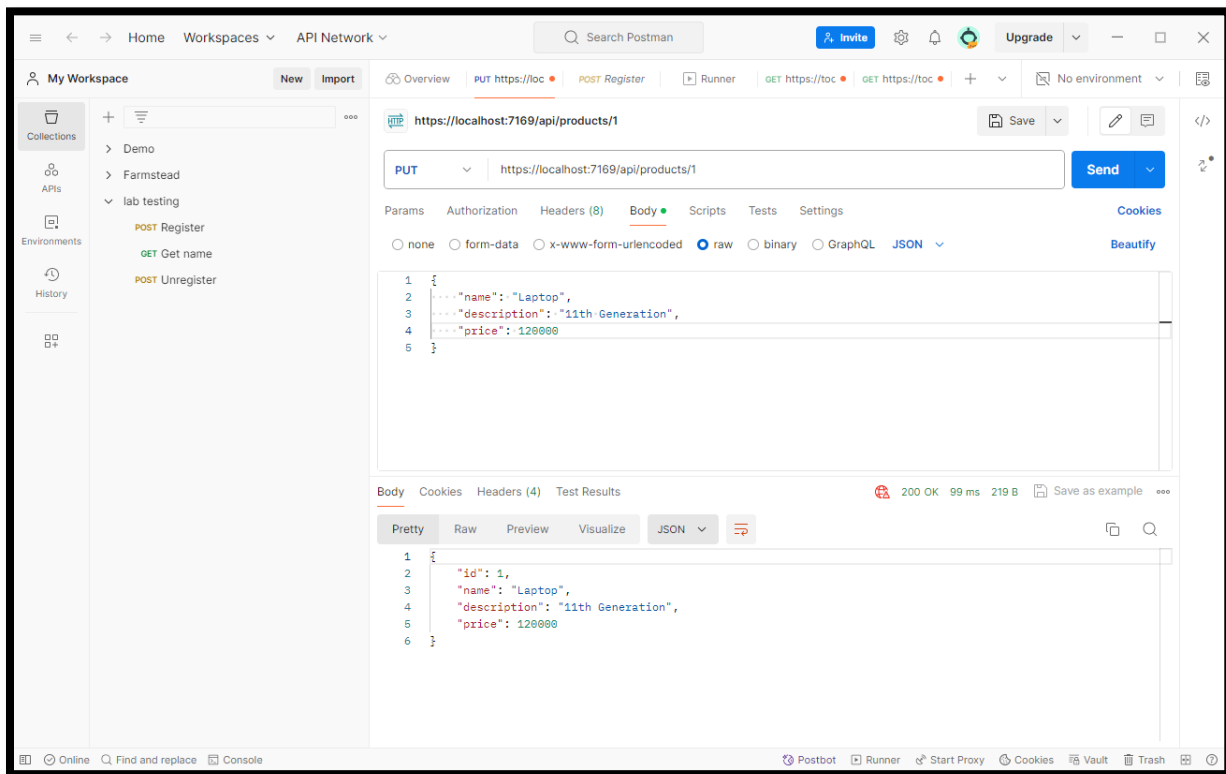 Home Workspaces API Network Search Postman Invite Upgrade
My Workspace New Import Overview PUT https://loc POST Register Runner GET https://toc GET https://toc No environment
Collections
APIs
Environments
History
Demo
Farmstead
lab testing
POST Register
GET Get name
POST Unregister
HTTP https://localhost:7169/api/products/1 Save
PUT https://localhost:7169/api/products/1 Send
Params Authorization Headers (8) Body Scripts Tests Settings Cookies
none form-data x-www-form-urlencoded raw binary GraphQL JSON Beautify
1 {
2 "name": "Laptop",
3 "description": "11th Generation",
4 "price": 120000
5 }
Body Cookies Headers (4) Test Results 200 OK 99 ms 219 B Save as example
Pretty Raw Preview Visualize JSON
1 {
2 "id": 1,
3 "name": "Laptop",
4 "description": "11th Generation",
5 "price": 120000
6 }
Online Find and replace Console Postbot Runner Start Proxy Cookies Vault Trash